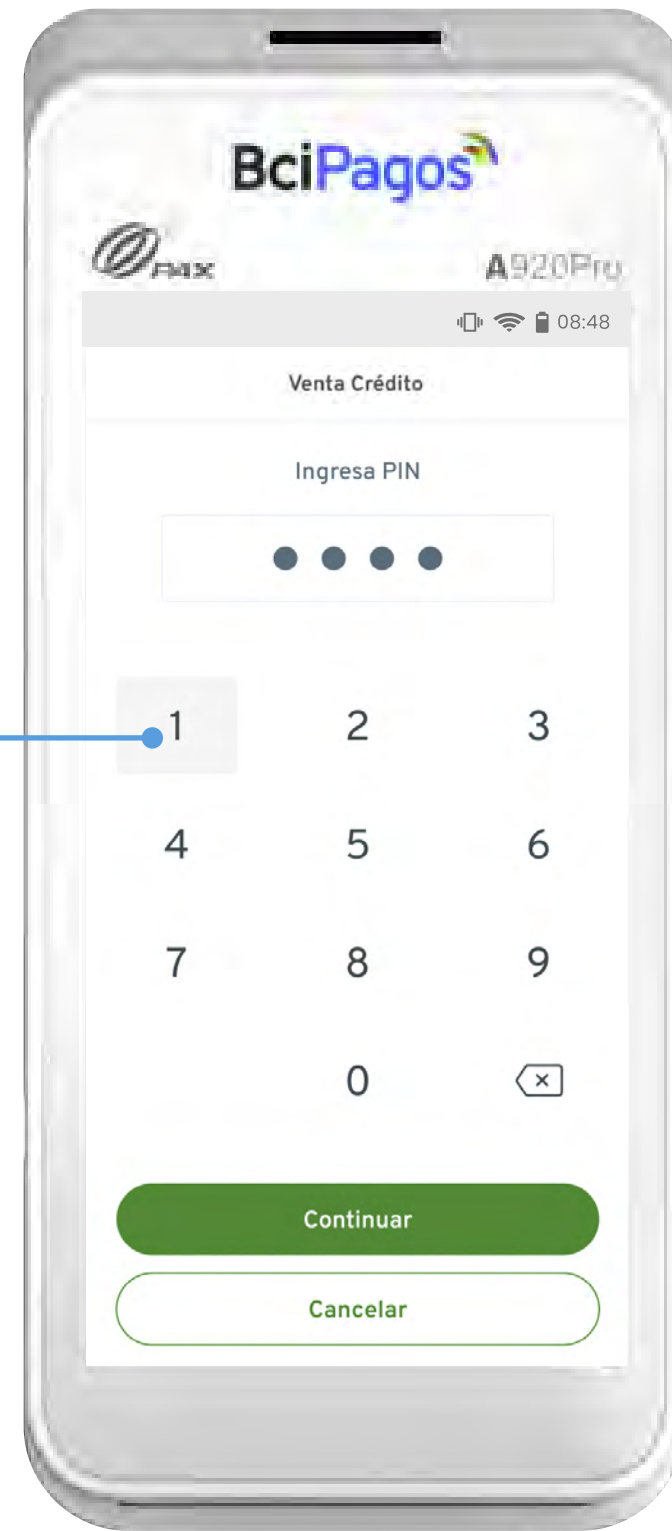 BciPagos
PAX
A920Pro
08:48
Venta Crédito
Ingresa PIN
1 2 3
4 5 6
7 8 9
0
Continuar
Cancelar